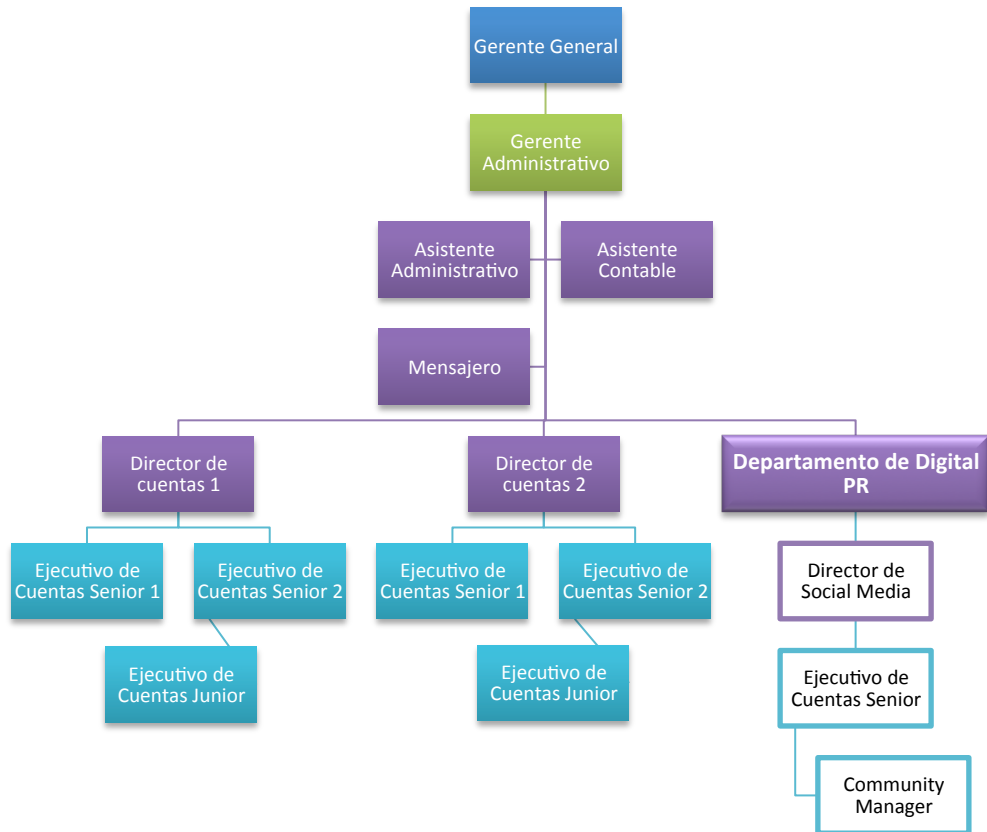 Gerente General
Gerente
Administrativo
Asistente
Administrativo
Asistente
Contable
Mensajero
Director de
cuentas 1
Director de
cuentas 2
Departamento de Digital
PR
Ejecutivo de
Cuentas Senior 1
Ejecutivo de
Cuentas Senior 2
Ejecutivo de
Cuentas Senior 1
Ejecutivo de
Cuentas Senior 2
Director de
Social Media
Ejecutivo de
Cuentas Junior
Ejecutivo de
Cuentas Junior
Ejecutivo de
Cuentas Senior
Community
Manager